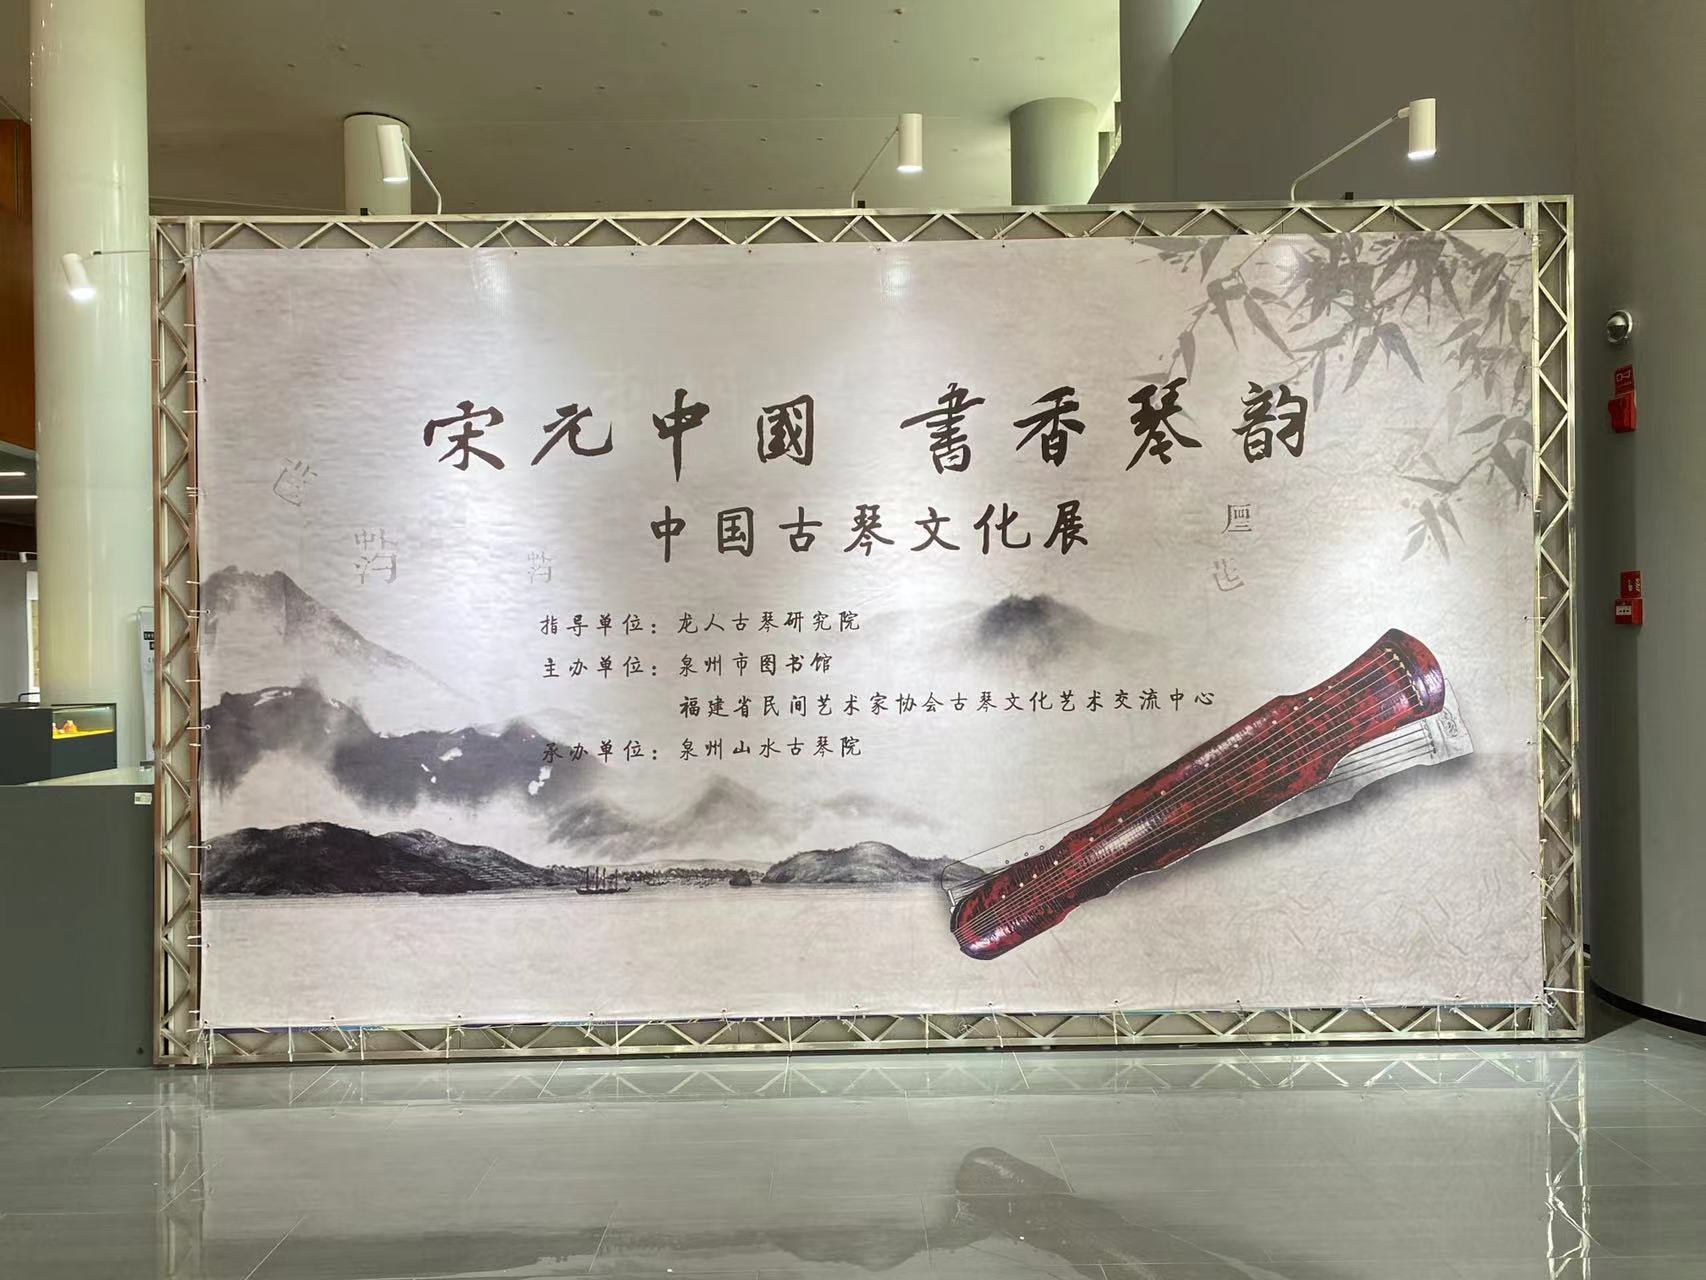 宋元中國 書香琴韵
中国古琴文化展
指导单位：龙人古琴研究院
主办单位：泉州市图书馆
福建省民间艺术家协会古琴文化艺术交流中心
承办单位：泉州山水古琴院